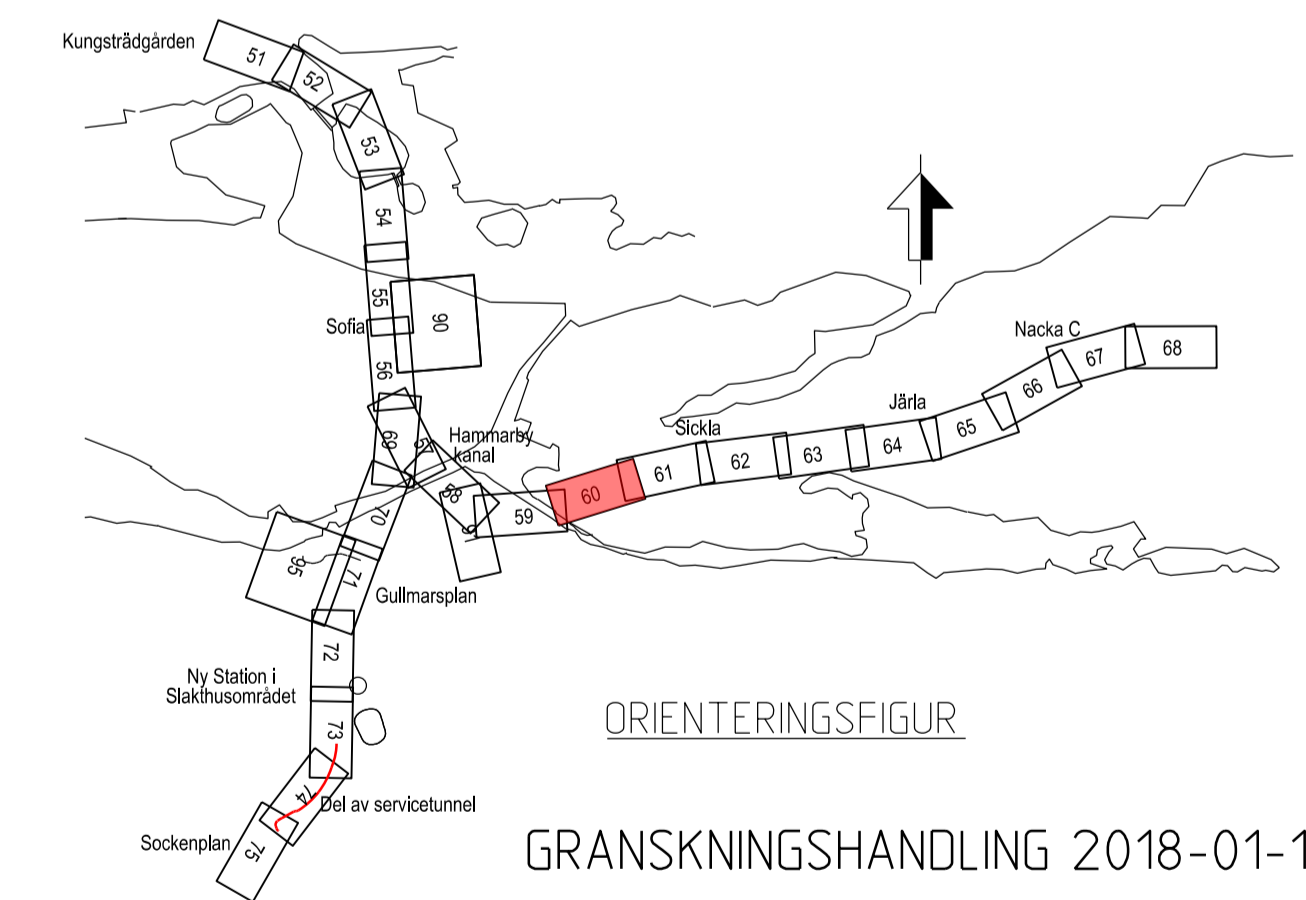 Kungsträdgården
51
52
53
54
55
Sofia
90
56
69
57
Hammarby
kanal
58
59
60
61
Sickla
62
63
Järla
64
65
66
Nacka C
67
68
70
95
71
Gullmarsplan
72
Ny Station i
Slakthusområdet
73
74
Del av servicetunnel
Sockenplan
75
ORIENTERINGSFIGUR
GRANSKNINGSHANDLING 2018-01-1